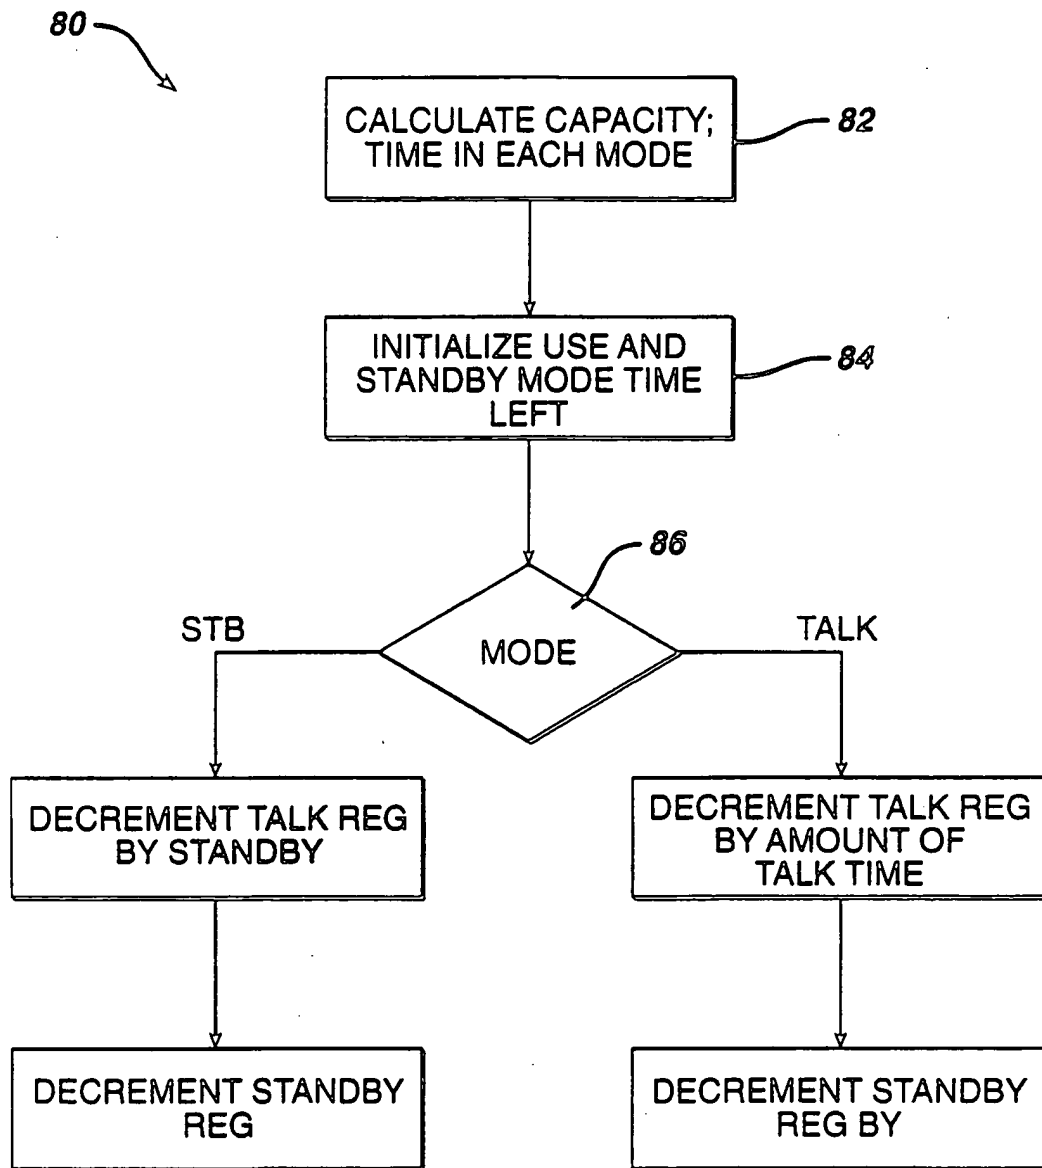 80
CALCULATE CAPACITY;
TIME IN EACH MODE
82
INITIALIZE USE AND
STANDBY MODE TIME
LEFT
84
86
MODE
STB
TALK
DECREMENT TALK REG
BY STANDBY
DECREMENT TALK REG
BY AMOUNT OF
TALK TIME
DECREMENT STANDBY
REG
DECREMENT STANDBY
REG BY